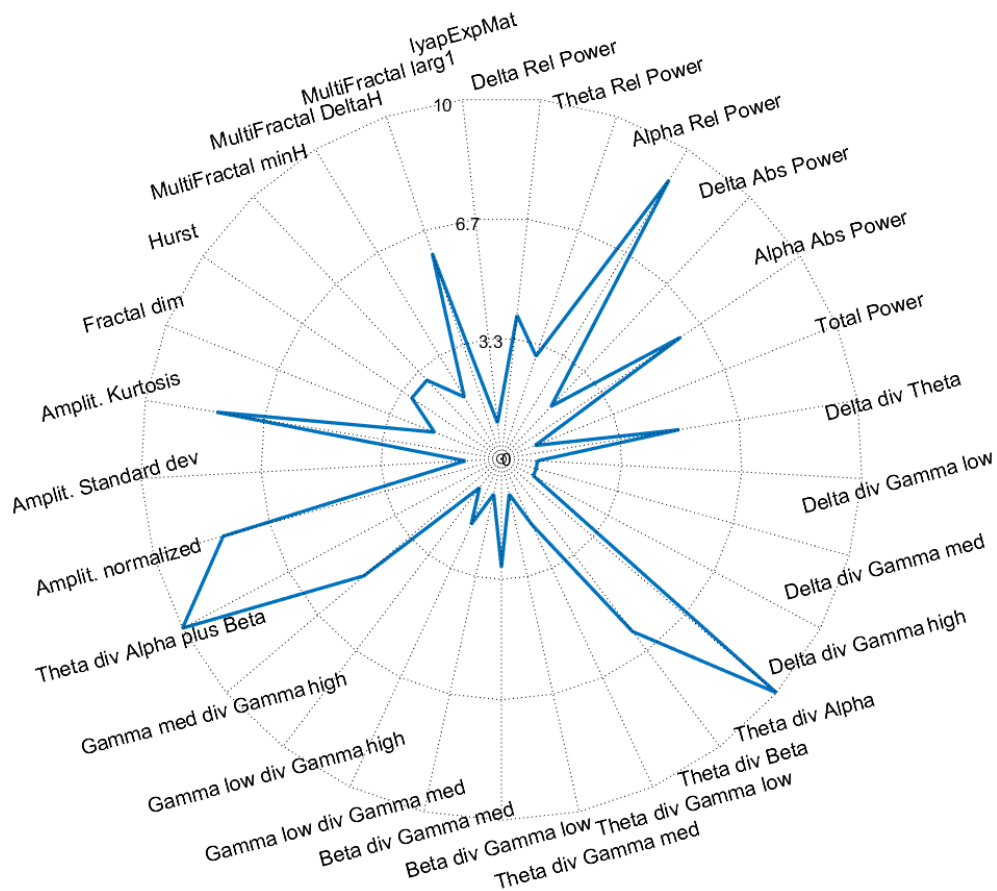 lyapExpMat
MultiFractal larg1
Delta Rel Power
Theta Rel Power
MultiFractal DeltaH
10
Alpha Rel Power
MultiFractal minH
Delta Abs Power
Hurst
6.7
Alpha Abs Power
Fractal dim
3.3
Total Power
Amplit. Kurtosis
Delta div Theta
Amplit. Standard dev
0
Delta div Gamma low
Amplit. normalized
Delta div Gamma med
Theta div Alpha plus Beta
Delta div Gamma high
Gamma med div Gamma high
Theta div Alpha
Gamma low div Gamma high
Theta div Beta
Gamma low div Gamma med
Theta div Gamma low
Beta div Gamma med
Beta div Gamma low
Theta div Gamma med